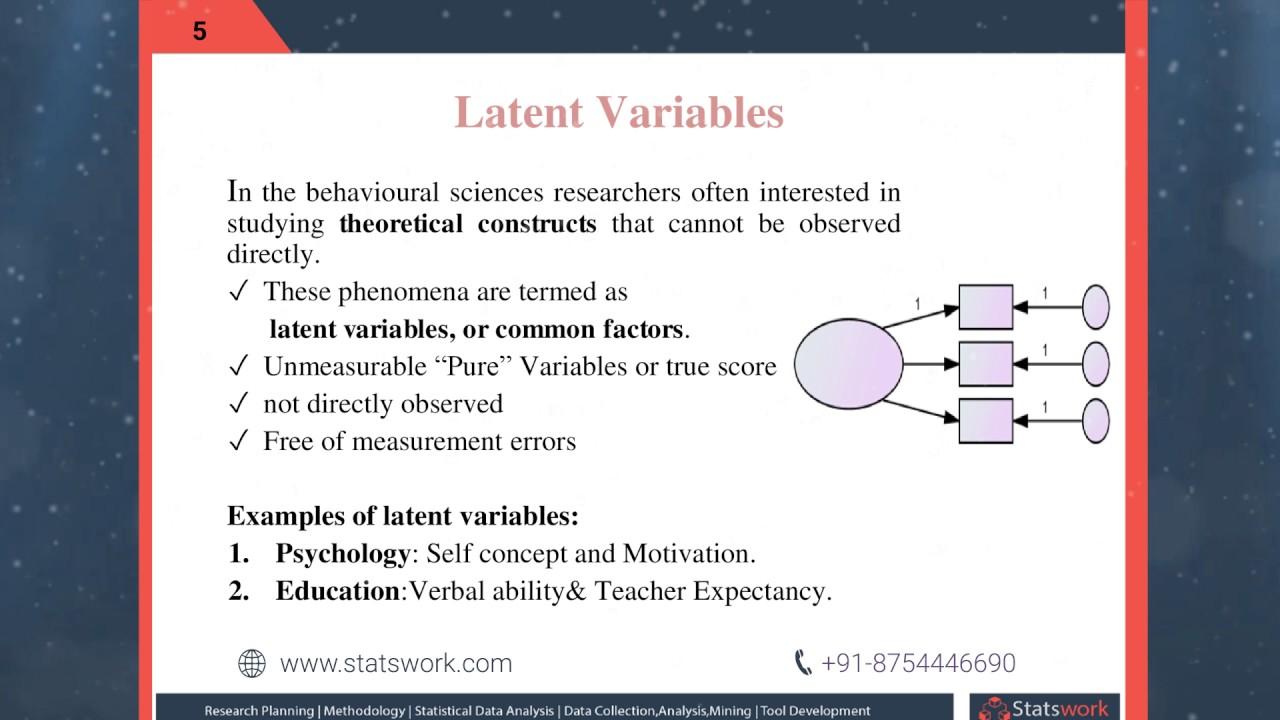 5
Latent Variables
In the behavioural sciences researchers often interested in
studying theoretical constructs that cannot be observed
directly.
✓ These phenomena are termed as
latent variables, or common factors.
✓ Unmeasurable “Pure” Variables or true score
✓ not directly observed
✓ Free of measurement errors
1
1
1
1
Examples of latent variables:
1. Psychology: Self concept and Motivation.
2. Education:Verbal ability& Teacher Expectancy.
www.statswork.com
+91-8754446690
Research Planning | Methodology | Statistical Data Analysis | Data Collection,Analysis,Mining | Tool Development
Statswork